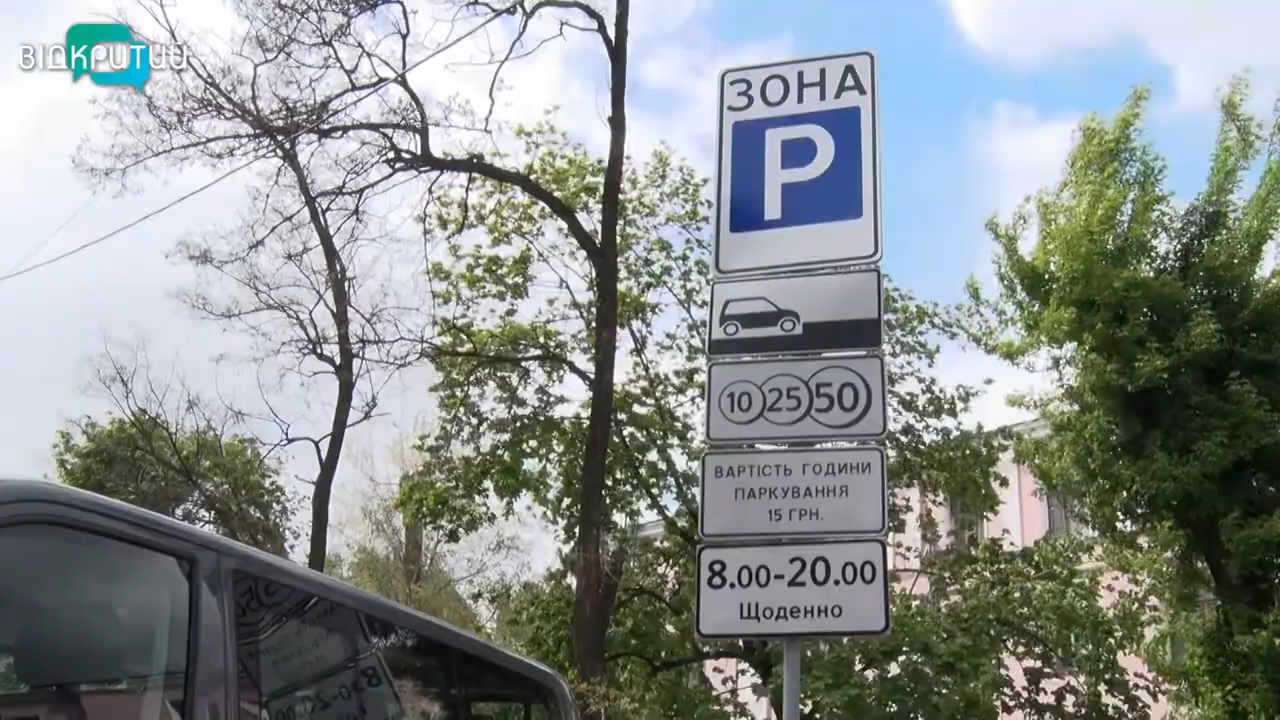 ВІДКРИТИЙ
ЗОНА
P
10 25 50
ВАРТІСТЬ ГОДИНИ
ПАРКУВАННЯ
15 ГРН.
8.00-20.00
Щоденно